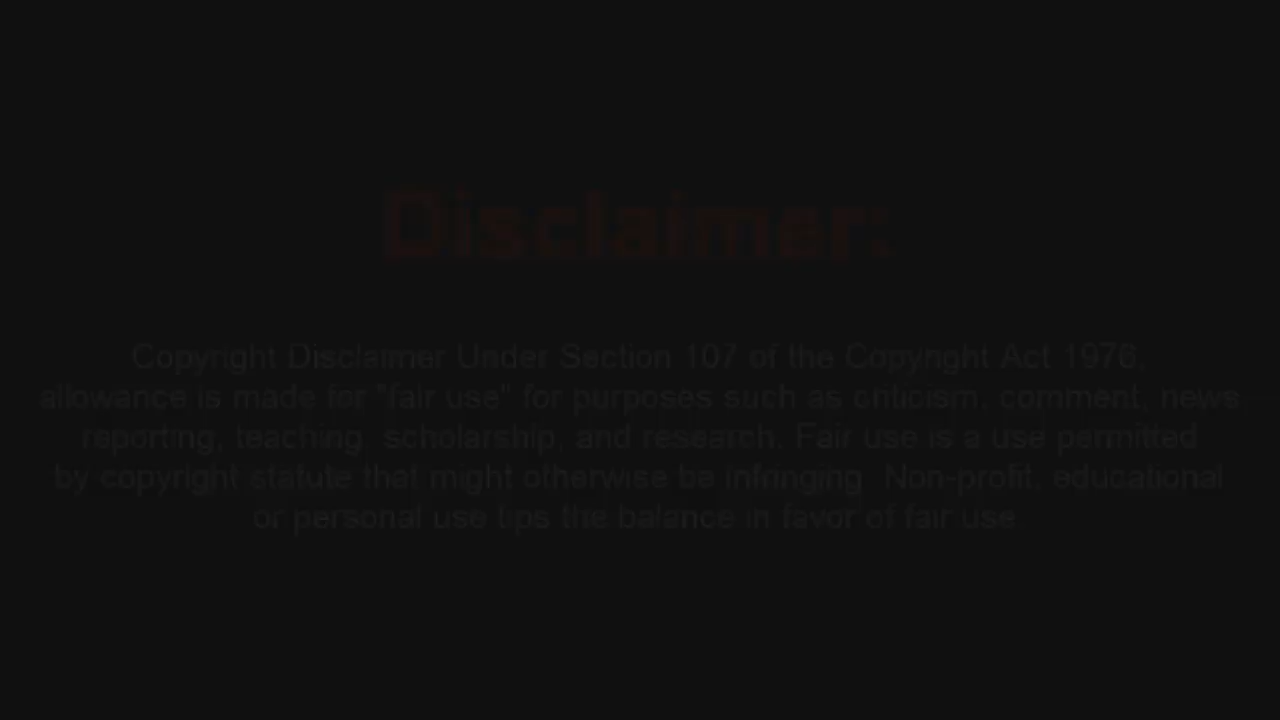 Disclaimer:
Copyright Disclaimer Under Section 107 of the Copyright Act 1976,
allowance is made for "fair use" for purposes such as criticism, comment, news
reporting, teaching, scholarship, and research. Fair use is a use permitted
by copyright statute that might otherwise be infringing. Non-profit, educational
or personal use tips the balance in favor of fair use.